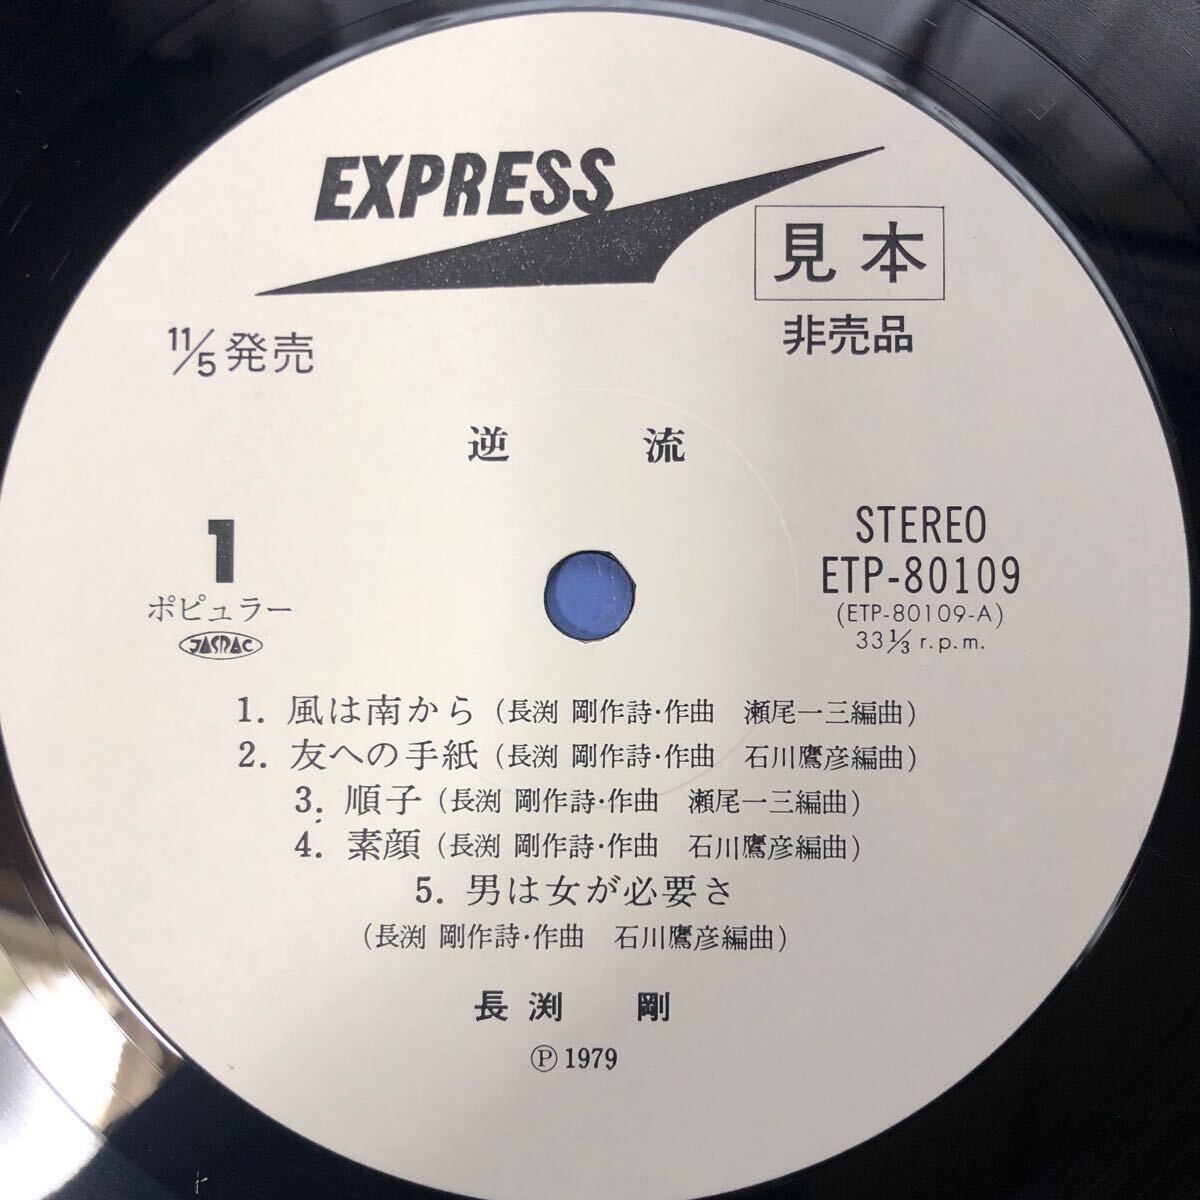 EXPRESS
見本
非売品
11/5発売
逆 流
1
ポピュラー
JASRAC
STEREO
ETP-80109
(ETP-80109-A)
33 1/3 r.p.m.
1. 風は南から (長渕 剛作詩・作曲 瀬尾一三編曲)
2. 友への手紙 (長渕 剛作詩・作曲 石川鷹彦編曲)
3. 順子 (長渕 剛作詩・作曲 瀬尾一三編曲)
4. 素顔 (長渕 剛作詩・作曲 石川鷹彦編曲)
5. 男は女が必要さ
(長渕 剛作詩・作曲 石川鷹彦編曲)
長渕 剛
Ⓟ 1979